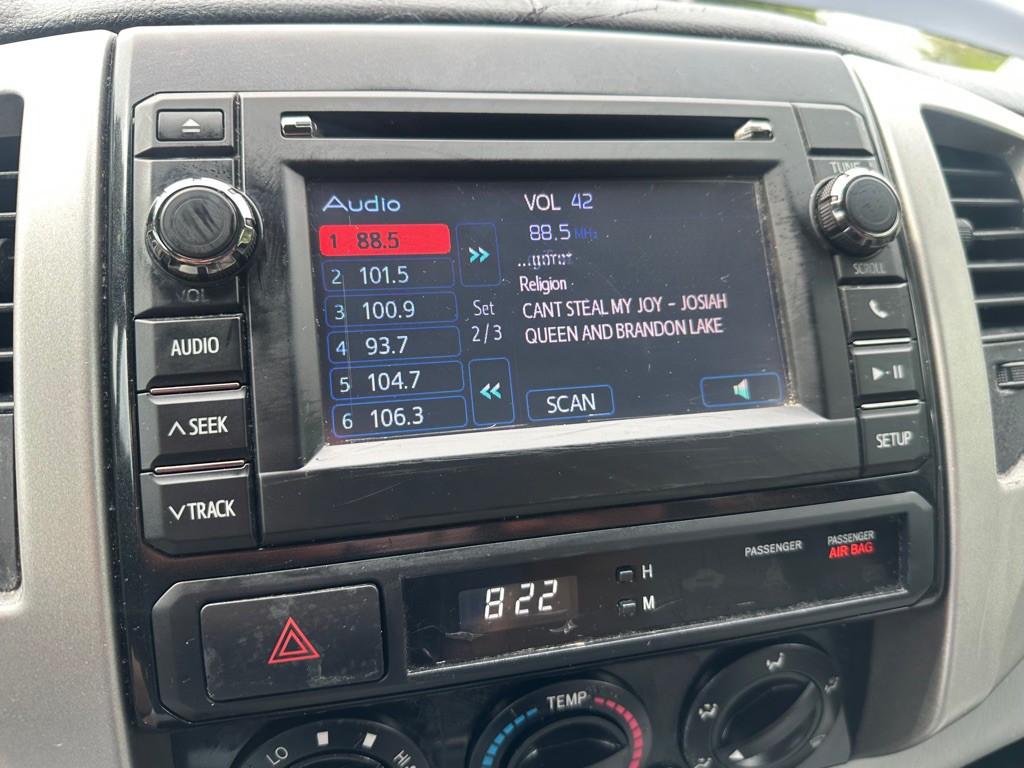 TUNE
VOL
SCROLL
AUDIO
SEEK
TRACK
SETUP
Audio
VOL 42
1 88.5
88.5 MHz
2 101.5
Religion
3 100.9
Set
2/3
CANT STEAL MY JOY - JOSIAH
QUEEN AND BRANDON LAKE
4 93.7
5 104.7
6 106.3
SCAN
PASSENGER
PASSENGER
AIR BAG
8:22
H
M
LO
HI
TEMP